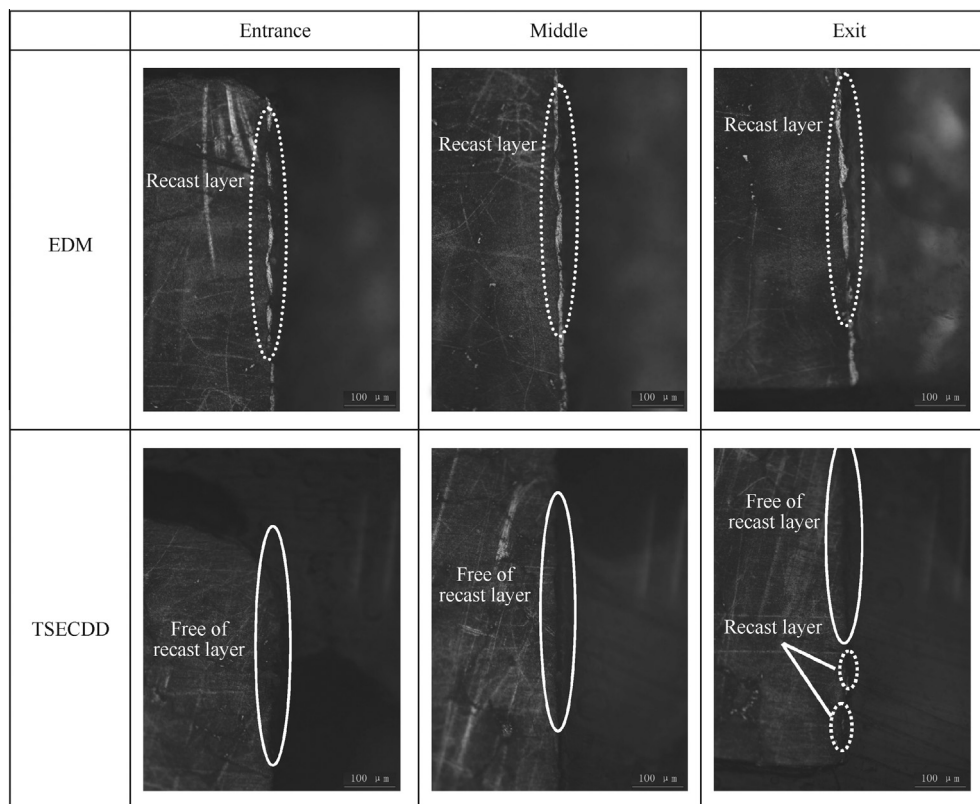 Entrance
Middle
Exit
EDM
Recast layer
100 μm
Recast layer
100 μm
Recast layer
100 μm
TSECDD
Free of
recast layer
100 μm
Free of
recast layer
100 μm
Free of
recast layer
Recast layer
100 μm